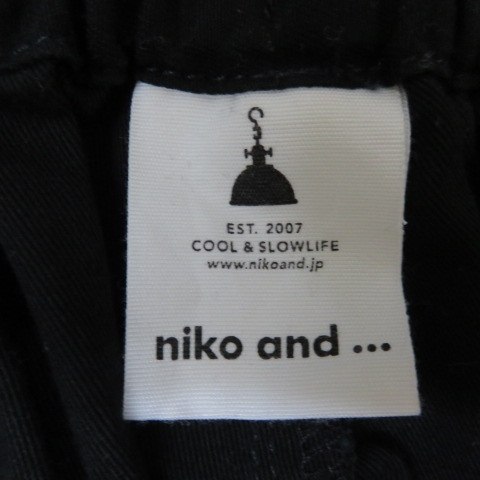 EST. 2007
COOL & SLOWLIFE
www.nikoand.jp
niko and ...